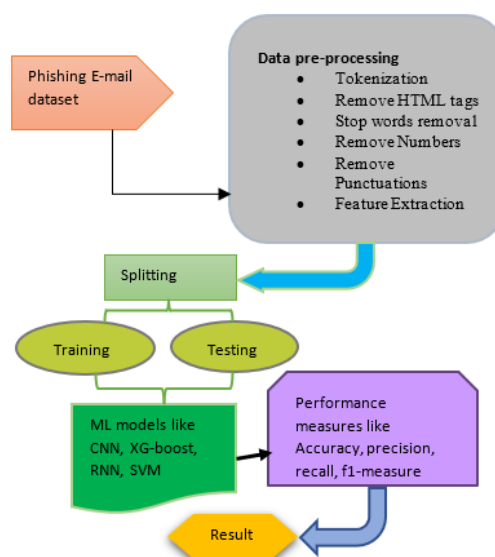 Phishing E-mail
dataset
Data pre-processing
• Tokenization
• Remove HTML tags
• Stop words removal
• Remove Numbers
• Remove
Punctuations
• Feature Extraction
Splitting
Training
Testing
ML models like
CNN, XG-boost,
RNN, SVM
Performance
measures like
Accuracy, precision,
recall, f1-measure
Result